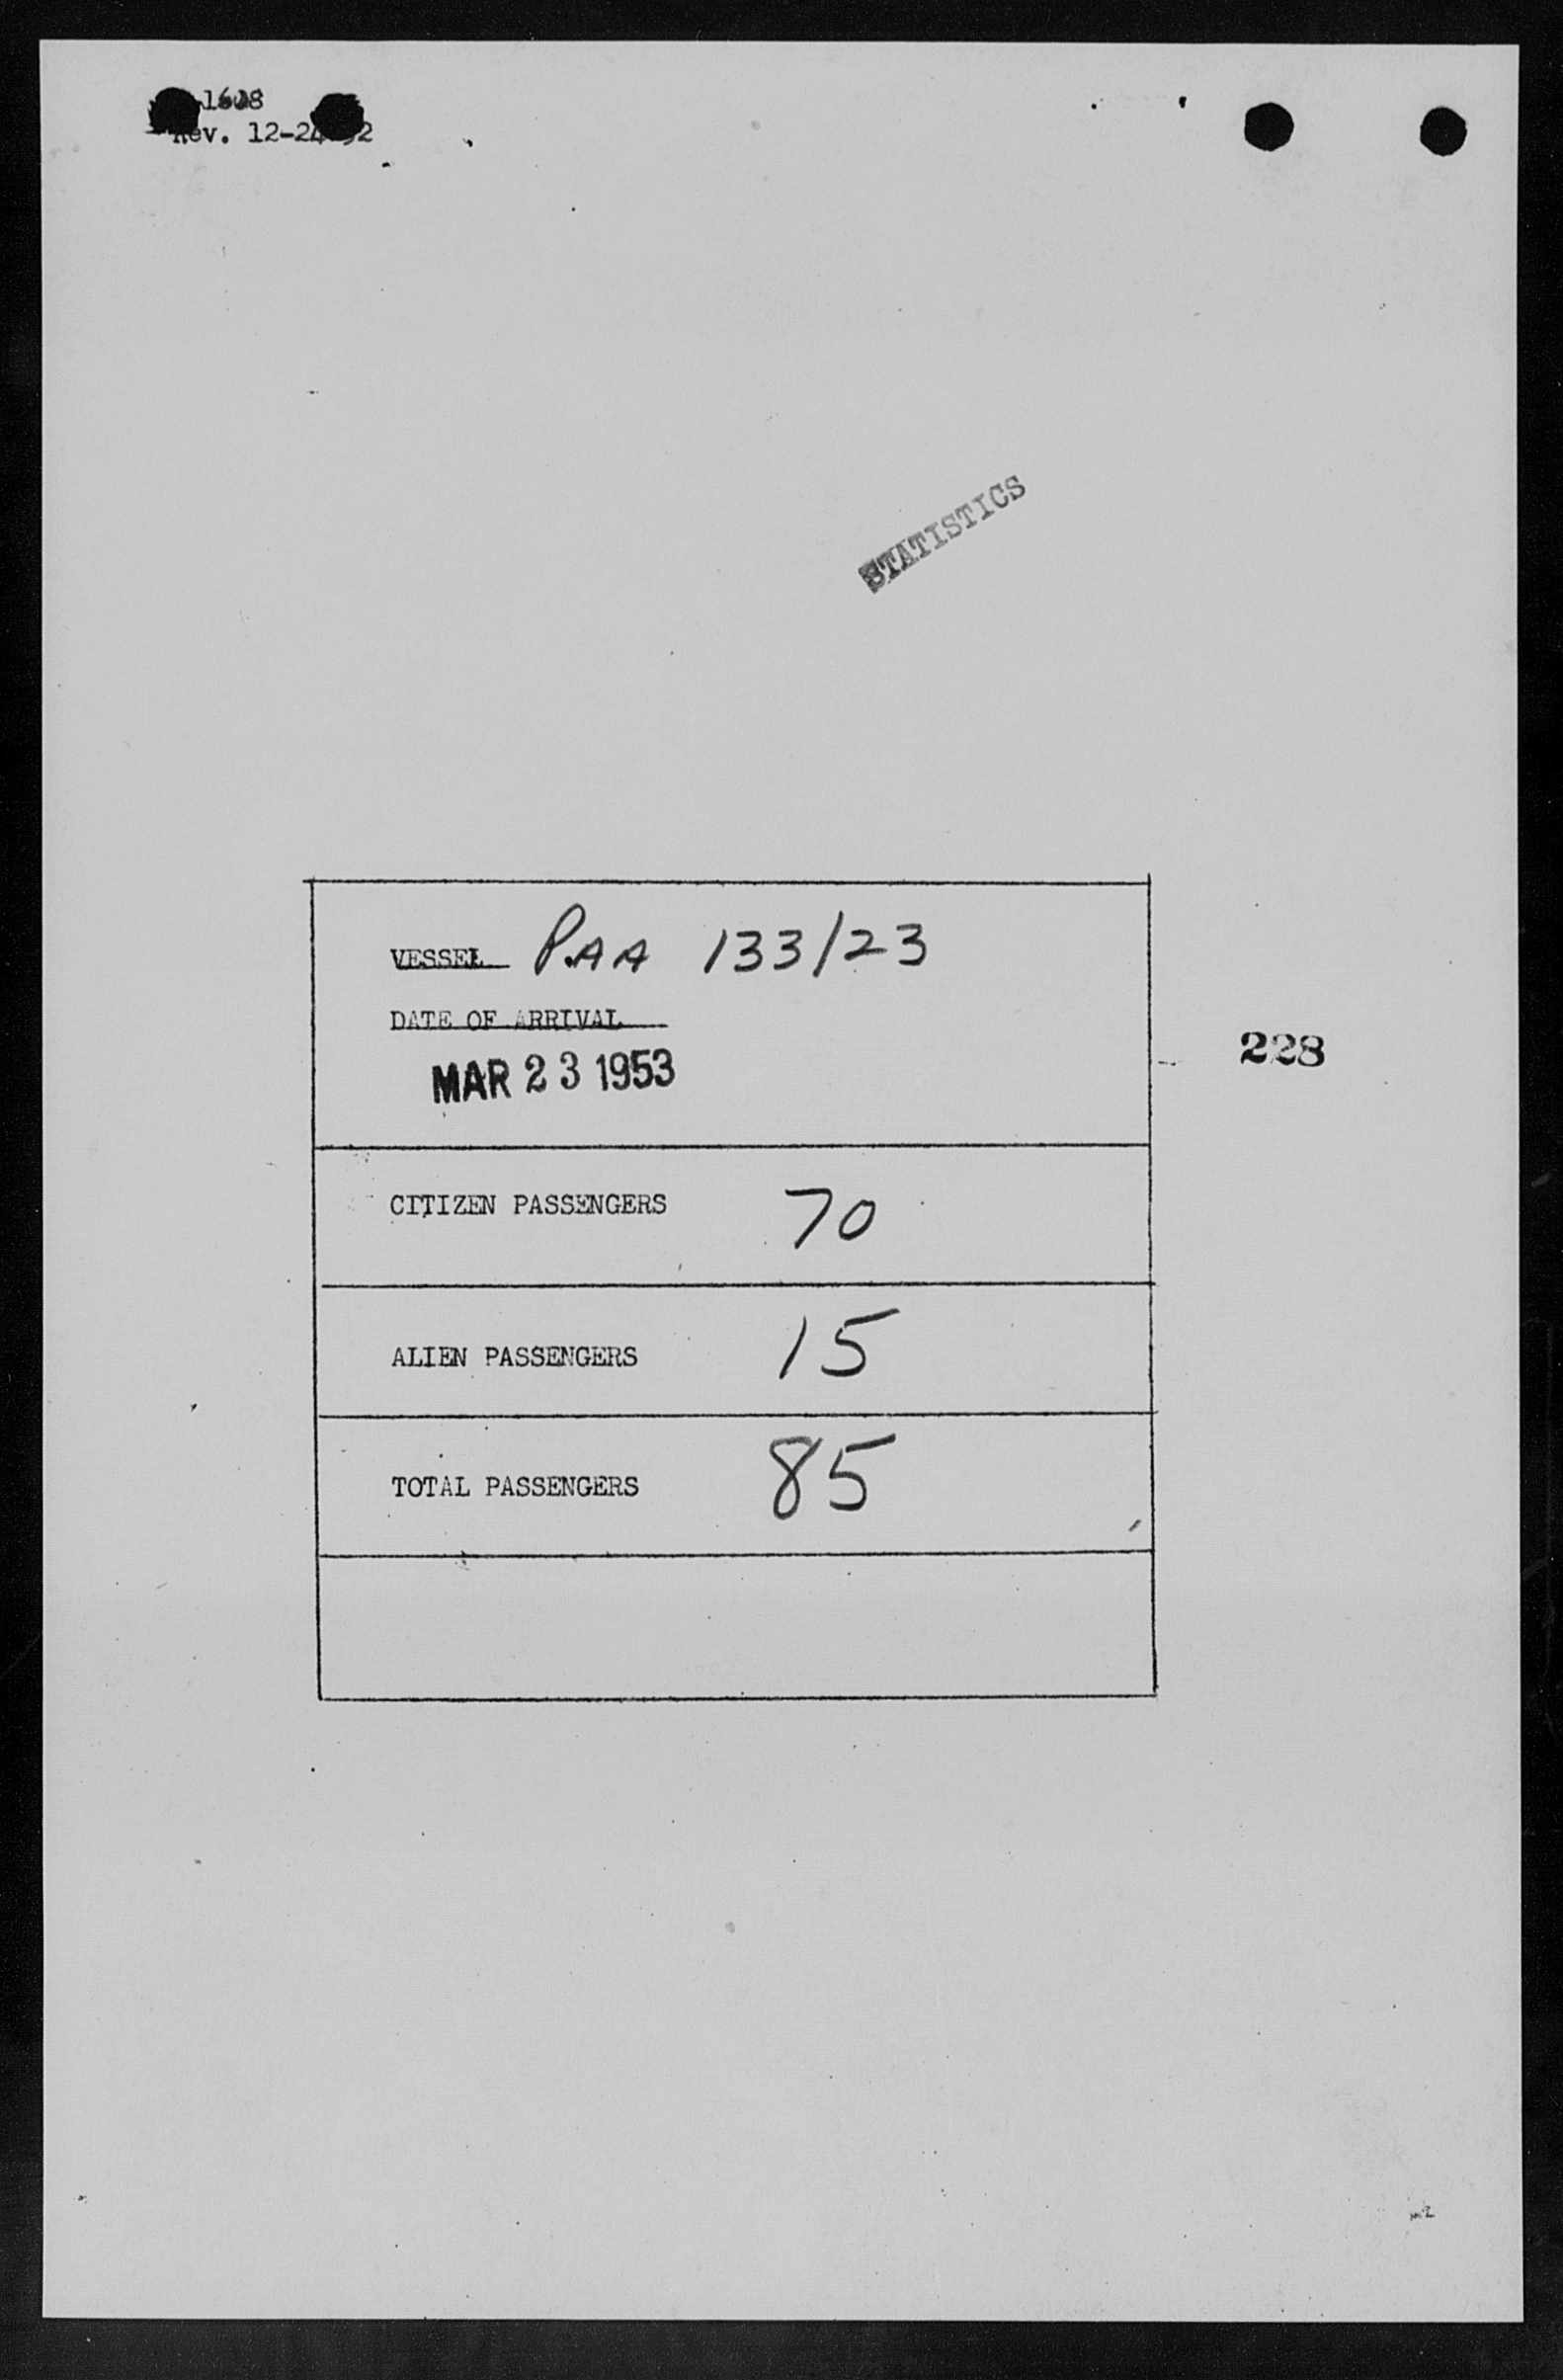 1608
Rev. 12-24-52
STATISTICS
VESSEL PAA 133/23
DATE OF ARRIVAL
MAR 23 1953
228
CITIZEN PASSENGERS 70
ALIEN PASSENGERS 15
TOTAL PASSENGERS 85